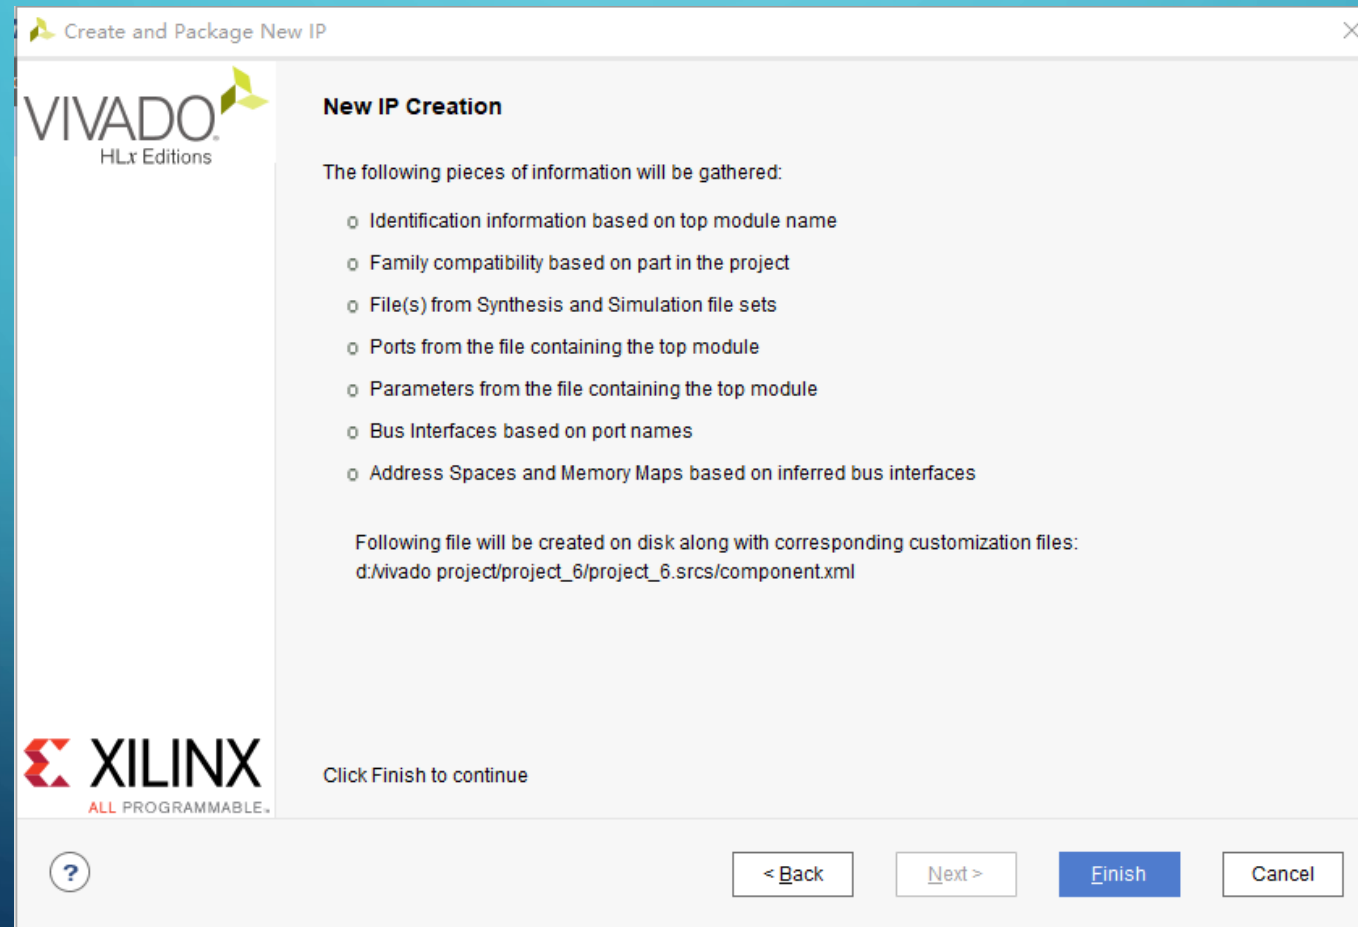 Create and Package New IP
VIVADO
HLx Editions
New IP Creation
The following pieces of information will be gathered:
Identification information based on top module name
Family compatibility based on part in the project
File(s) from Synthesis and Simulation file sets
Ports from the file containing the top module
Parameters from the file containing the top module
Bus Interfaces based on port names
Address Spaces and Memory Maps based on inferred bus interfaces
Following file will be created on disk along with corresponding customization files:
d:/vivado project/project_6/project_6.srcs/component.xml
XILINX
ALL PROGRAMMABLE™
Click Finish to continue
?
< Back
Next >
Finish
Cancel